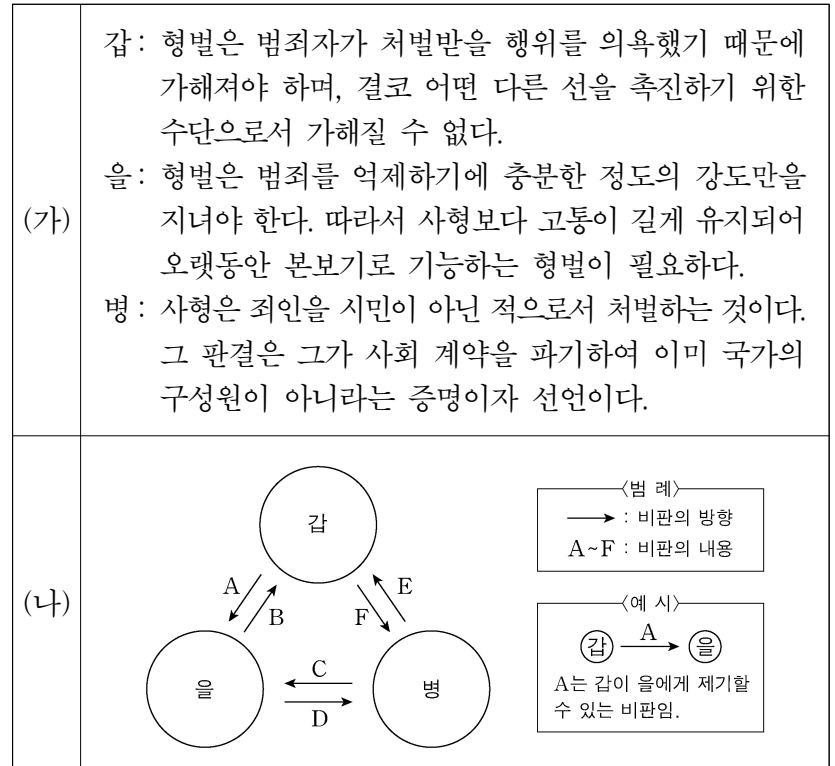 (가)
갑 : 형벌은 범죄자가 처벌받을 행위를 의욕했기 때문에
가해져야 하며, 결코 어떤 다른 선을 촉진하기 위한
수단으로서 가해질 수 없다.
을 : 형벌은 범죄를 억제하기에 충분한 정도의 강도만을
지녀야 한다. 따라서 사형보다 고통이 길게 유지되어
오랫동안 본보기로 기능하는 형벌이 필요하다.
병 : 사형은 죄인을 시민이 아닌 적으로서 처벌하는 것이다.
그 판결은 그가 사회 계약을 파기하여 이미 국가의
구성원이 아니라는 증명이자 선언이다.
(나)
갑
A
B
E
F
을
C
D
병
<범 례>
→ : 비판의 방향
A~F : 비판의 내용
<예 시>
갑 A → 을
A는 갑이 을에게 제기할
수 있는 비판임.